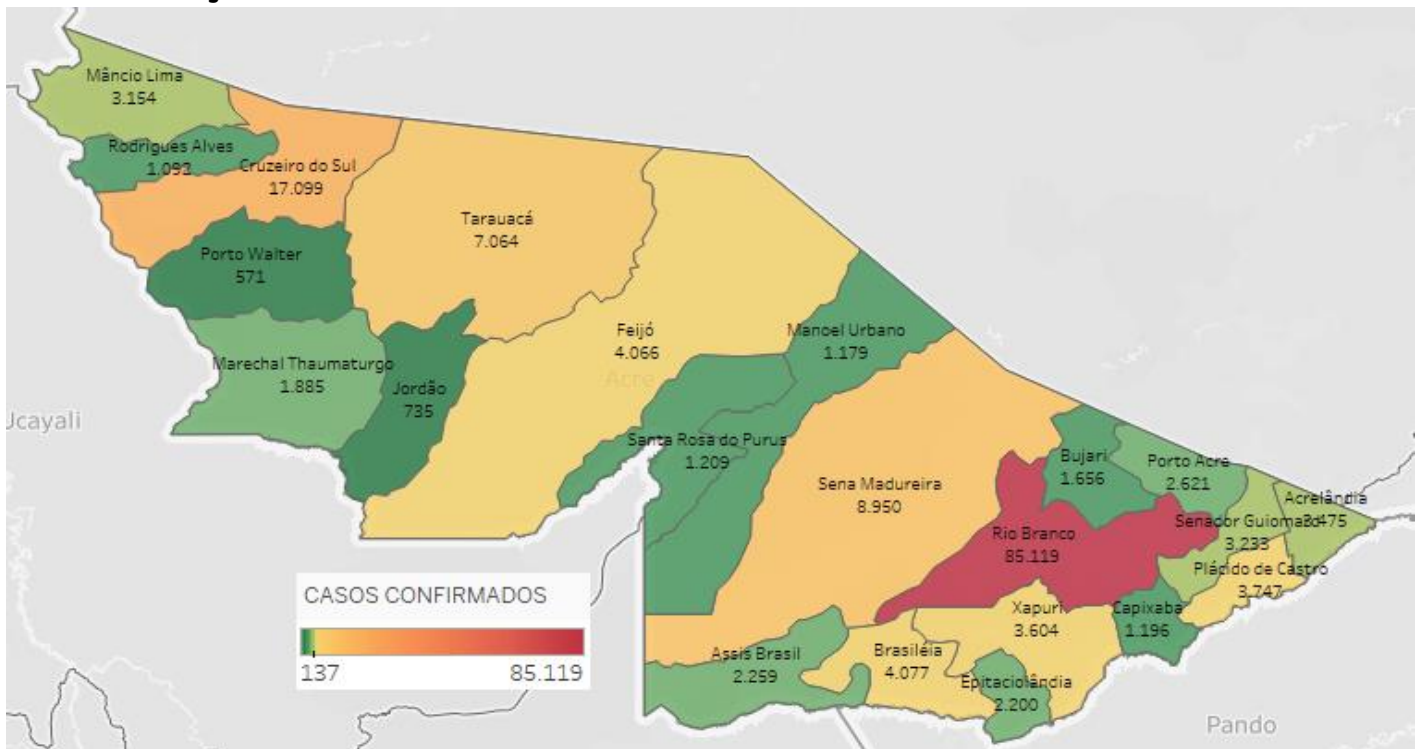 Mâncio Lima
3.154
Rodrigues Alves
1.092
Cruzeiro do Sul
17.099
Tarauacá
7.064
Porto Walter
571
Feijó
4.066
Acre
Manoel Urbano
1.179
Marechal Thaumaturgo
1.885
Jordão
735
Ucayali
Santa Rosa do Purus
1.209
Sena Madureira
8.950
Bujari
1.656
Porto Acre
2.621
Acrelândia
3.475
Senador Guiomard
3.233
Rio Branco
85.119
Plácido de Castro
3.747
Xapuri
3.604
Capixaba
1.196
Assis Brasil
2.259
Brasiléia
4.077
Epitaciolândia
2.200
Pando
CASOS CONFIRMADOS
137 85.119